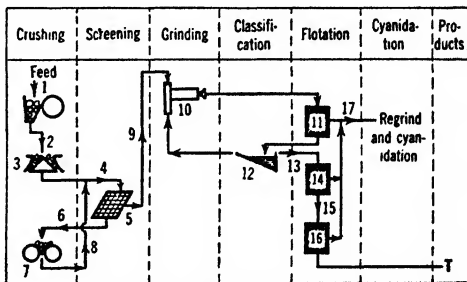 Crushing
Screening
Grinding
Classifi-
cation
Flotation
Cyanida-
tion
Pro-
ducts
Feed
1
2
3
4
5
6
7
8
9
10
11
12
13
14
15
16
17
Regrind
and cyan-
idation
T